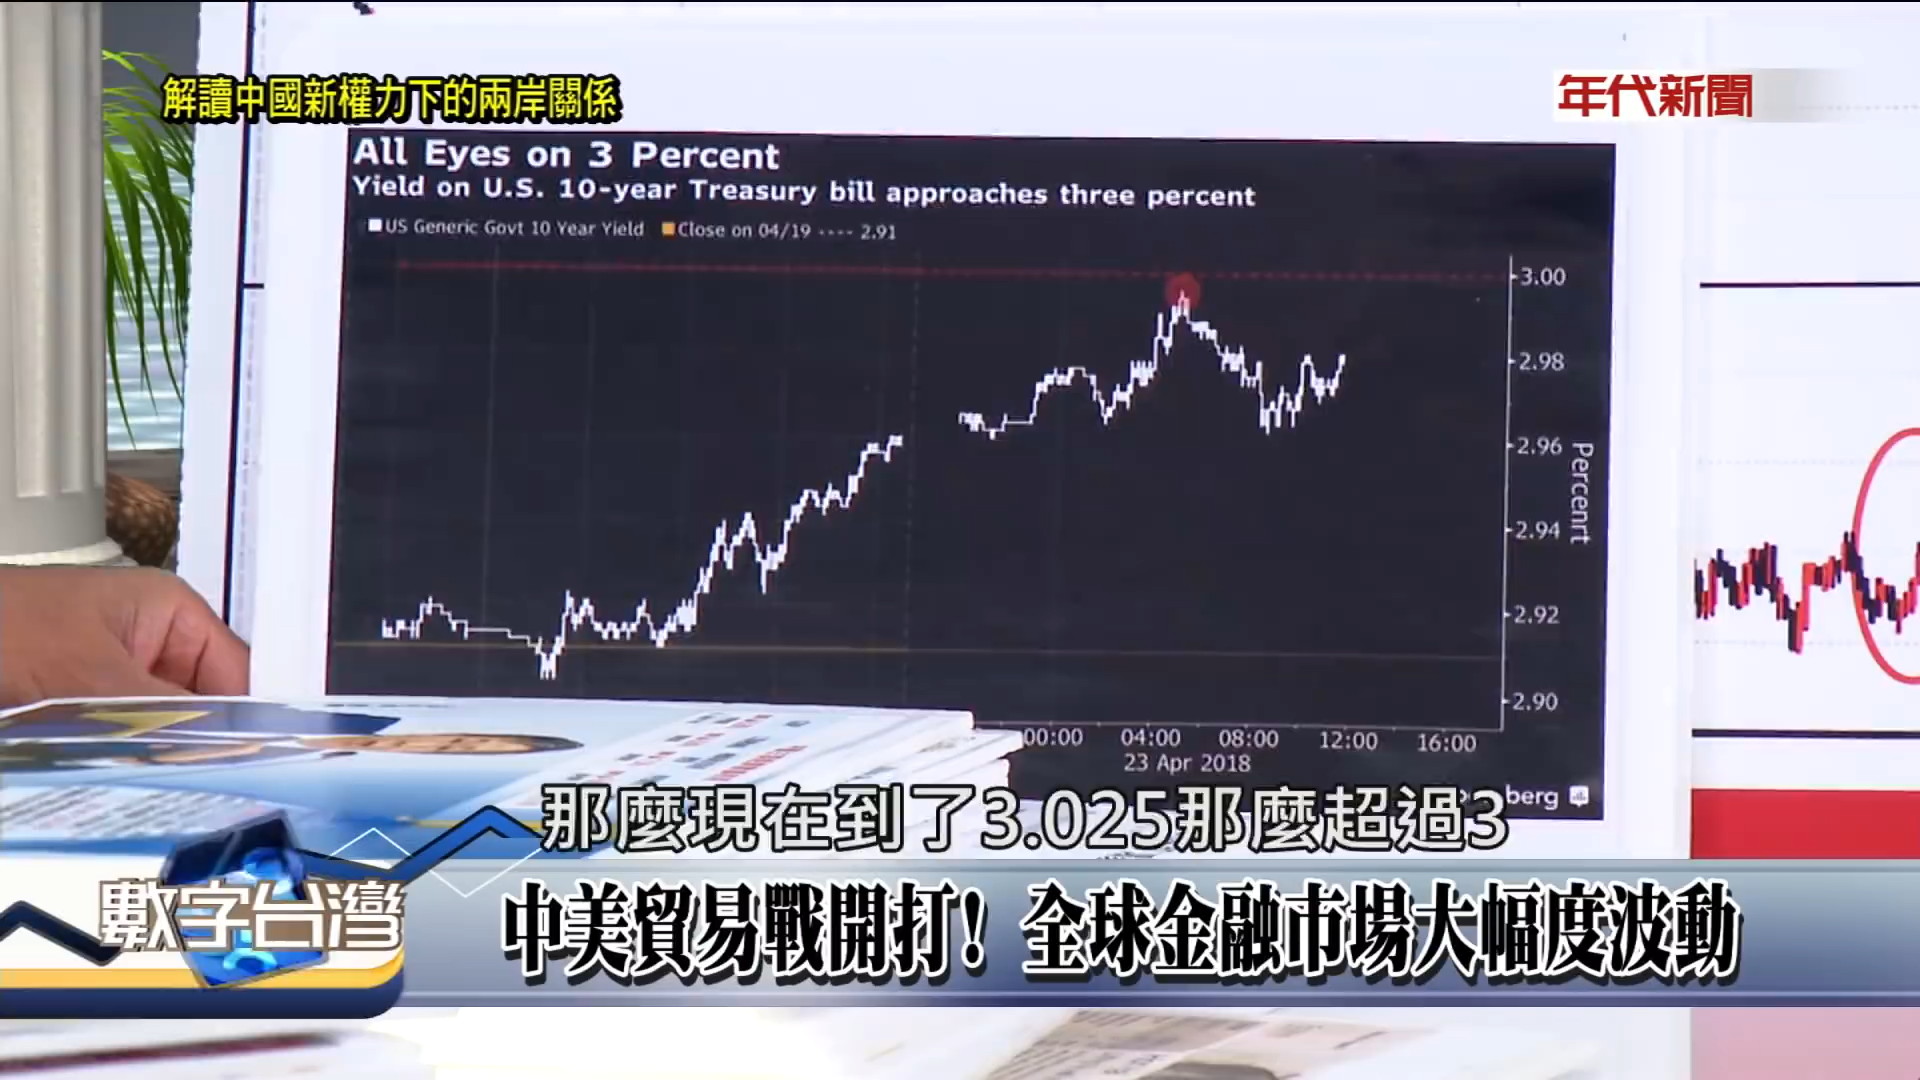 解讀中國新權力下的兩岸關係
年代新聞
All Eyes on 3 Percent
Yield on U.S. 10-year Treasury bill approaches three percent
US Generic Govt 10 Year Yield Close on 04/19 ---- 2.91
3.00
2.98
2.96
2.94
2.92
2.90
Percenrt
00:00 04:00 08:00 12:00 16:00
23 Apr 2018
berg
那麼現在到了3.025那麼超過3
數字台灣
中美貿易戰開打! 全球金融市場大幅度波動